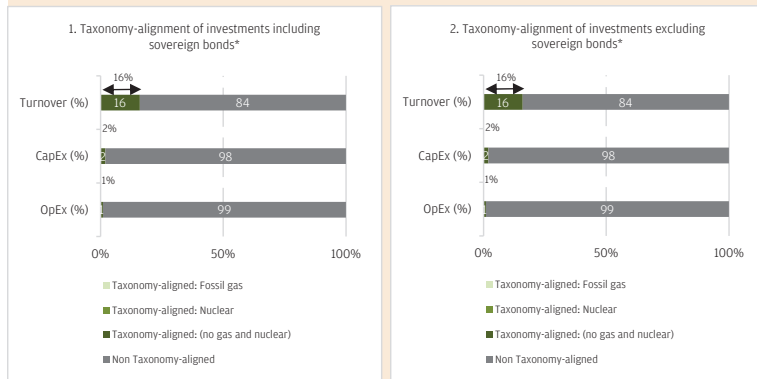 1. Taxonomy-alignment of investments including
sovereign bonds*
16%
Turnover (%)
16
84
2%
CapEx (%)
2
98
1%
OpEx (%)
1
99
0%
50%
100%
Taxonomy-aligned: Fossil gas
Taxonomy-aligned: Nuclear
Taxonomy-aligned: (no gas and nuclear)
Non Taxonomy-aligned
2. Taxonomy-alignment of investments excluding
sovereign bonds*
16%
Turnover (%)
16
84
2%
CapEx (%)
2
98
1%
OpEx (%)
1
99
0%
50%
100%
Taxonomy-aligned: Fossil gas
Taxonomy-aligned: Nuclear
Taxonomy-aligned: (no gas and nuclear)
Non Taxonomy-aligned